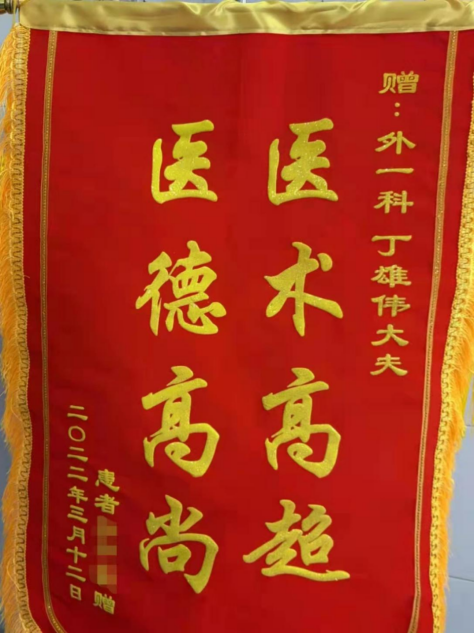 赠：外一科丁雄伟大夫
医术高超
医德高尚
患者 赠
二〇二二年三月十二日